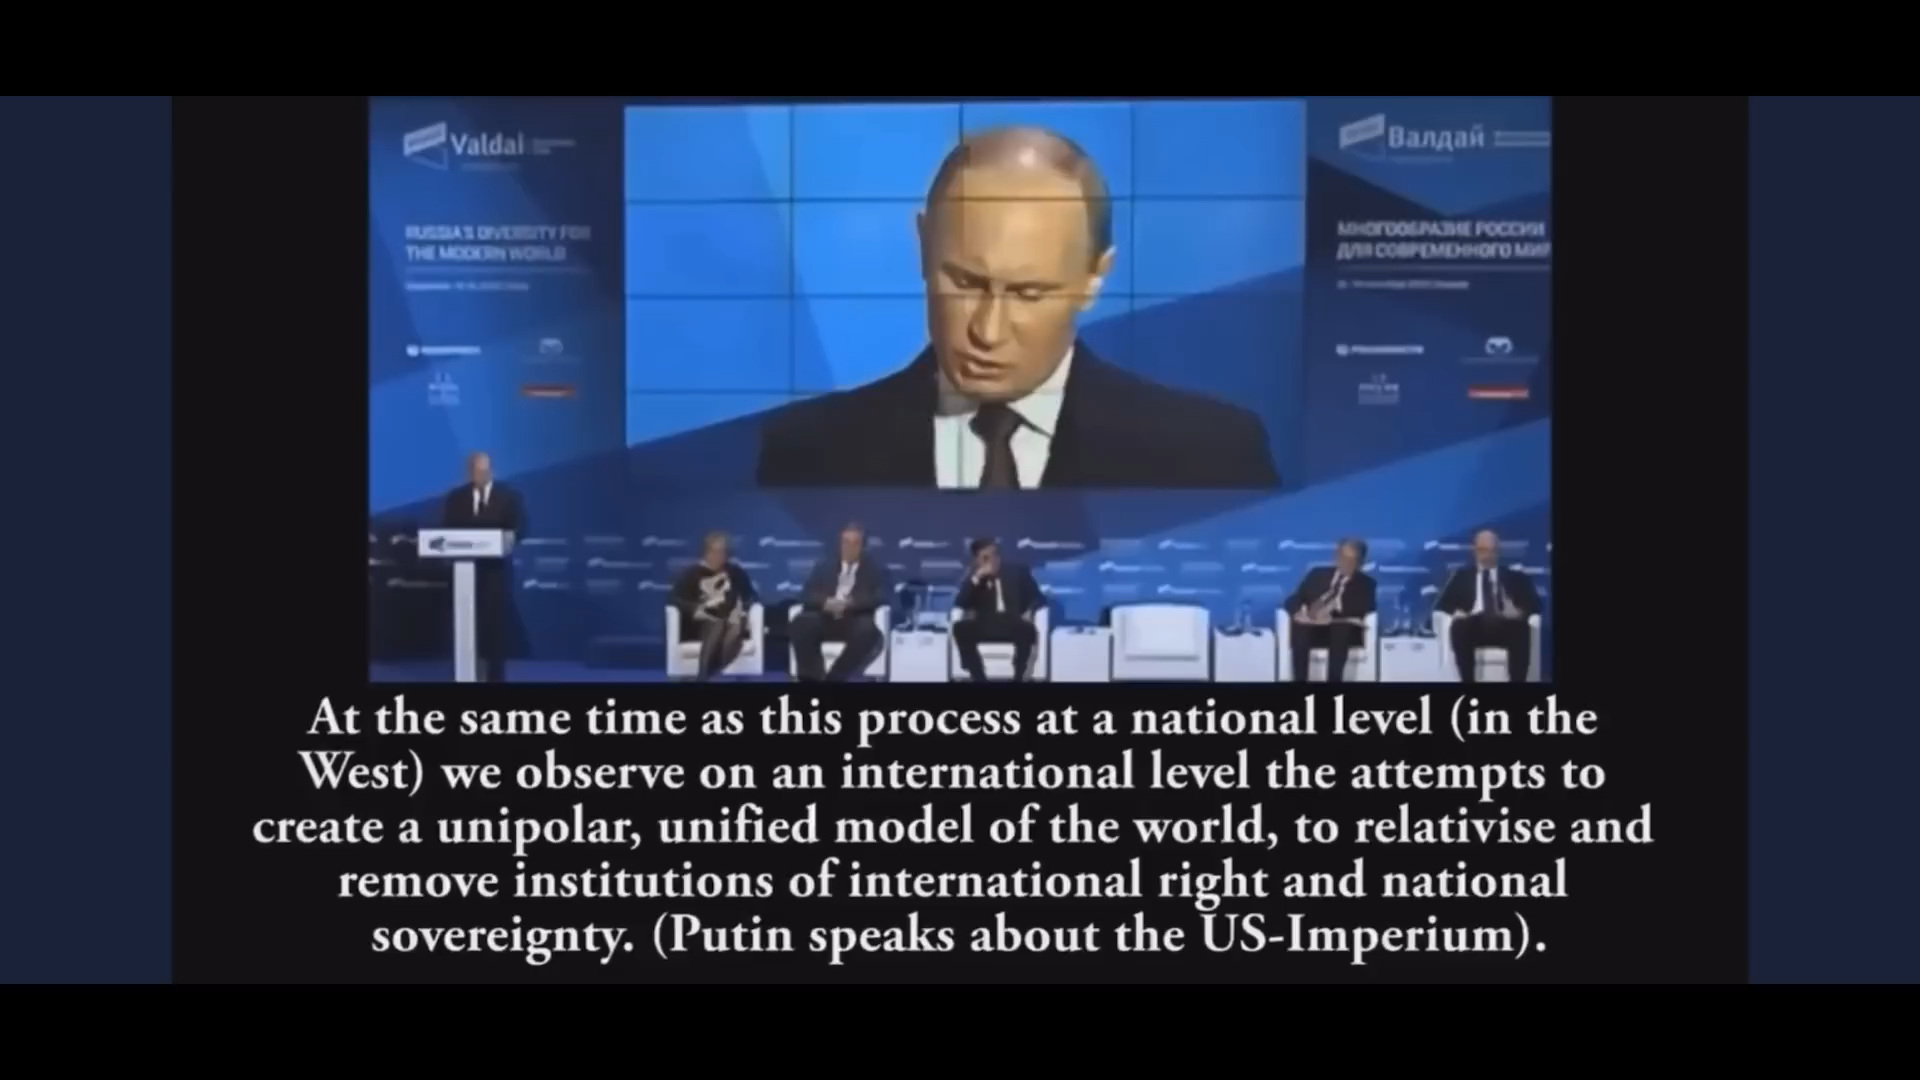 Valdai
Валдай
RUSSIA'S DIVERSITY FOR
THE MODERN WORLD
МНОГООБРАЗИЕ РОССИИ
ДЛЯ СОВРЕМЕННОГО МИР
At the same time as this process at a national level (in the
West) we observe on an international level the attempts to
create a unipolar, unified model of the world, to relativise and
remove institutions of international right and national
sovereignty. (Putin speaks about the US-Imperium).